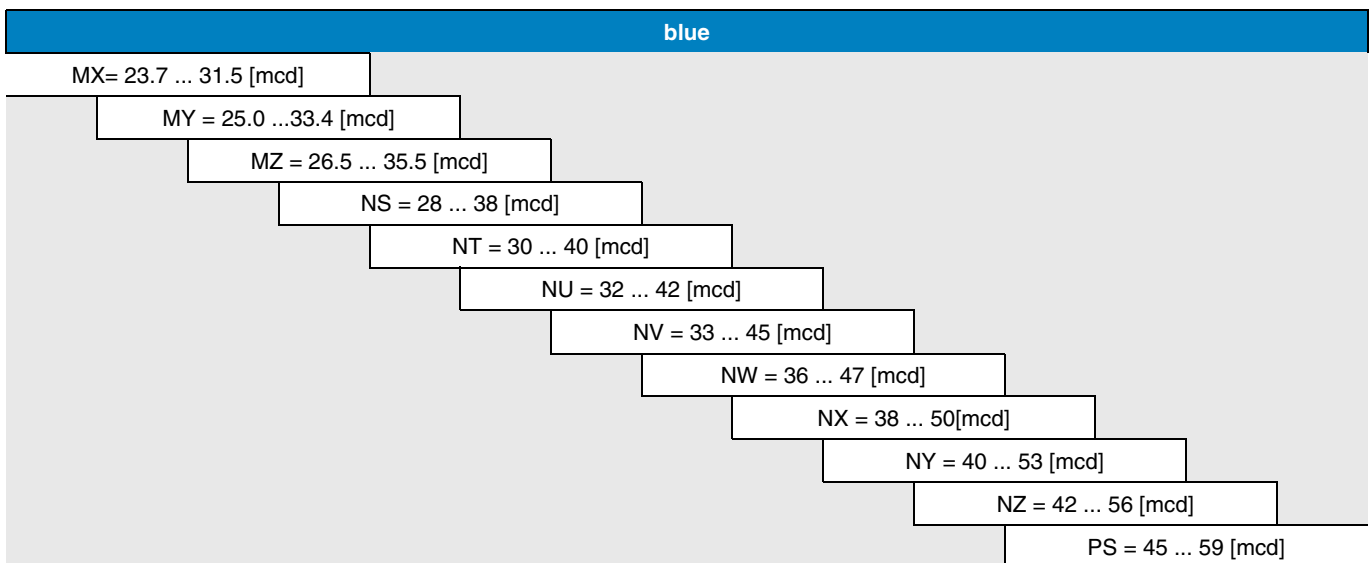 blue
MX= 23.7 ... 31.5 [mcd]
MY = 25.0 ...33.4 [mcd]
MZ = 26.5 ... 35.5 [mcd]
NS = 28 ... 38 [mcd]
NT = 30 ... 40 [mcd]
NU = 32 ... 42 [mcd]
NV = 33 ... 45 [mcd]
NW = 36 ... 47 [mcd]
NX = 38 ... 50[mcd]
NY = 40 ... 53 [mcd]
NZ = 42 ... 56 [mcd]
PS = 45 ... 59 [mcd]